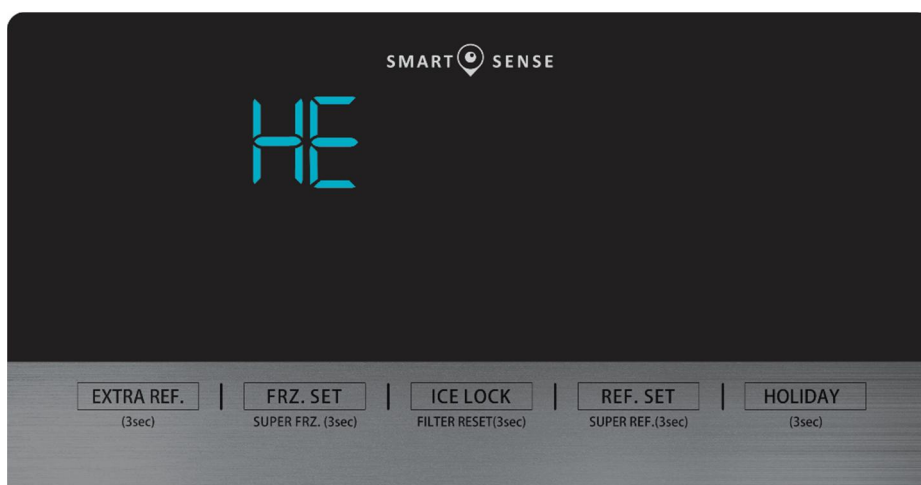 SMART SENSE
HE
EXTRA REF. | FRZ. SET | ICE LOCK | REF. SET | HOLIDAY
(3sec) SUPER FRZ. (3sec) FILTER RESET(3sec) SUPER REF.(3sec) (3sec)